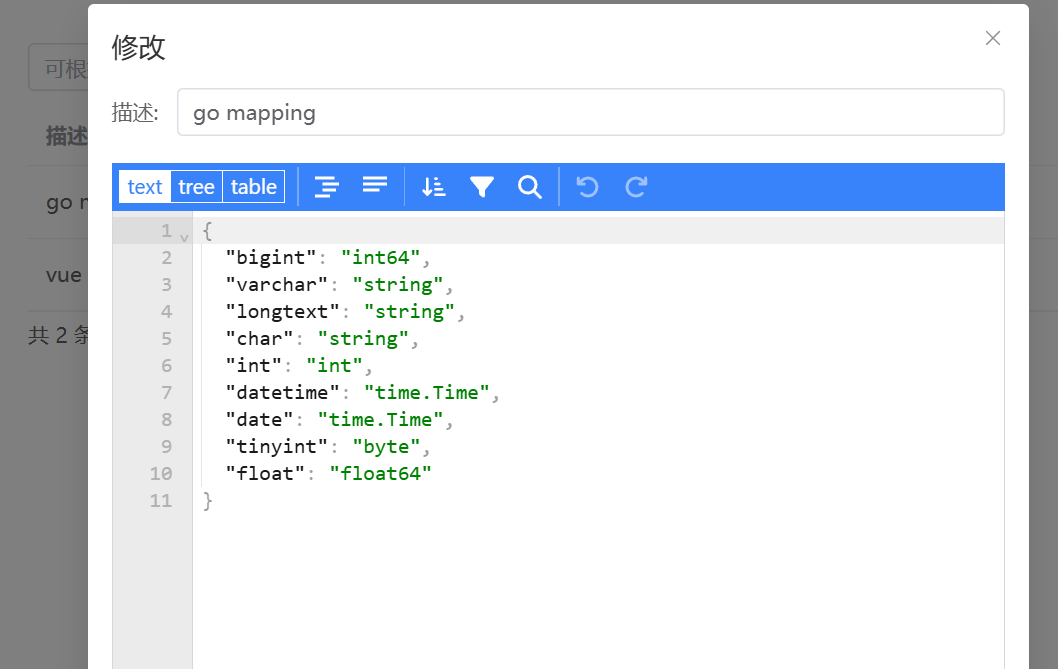 修改
可根
描述:
go mapping
描述
text tree table
go
vue
共 2 条
1 {
2 "bigint": "int64",
3 "varchar": "string",
4 "longtext": "string",
5 "char": "string",
6 "int": "int",
7 "datetime": "time.Time",
8 "date": "time.Time",
9 "tinyint": "byte",
10 "float": "float64"
11 }